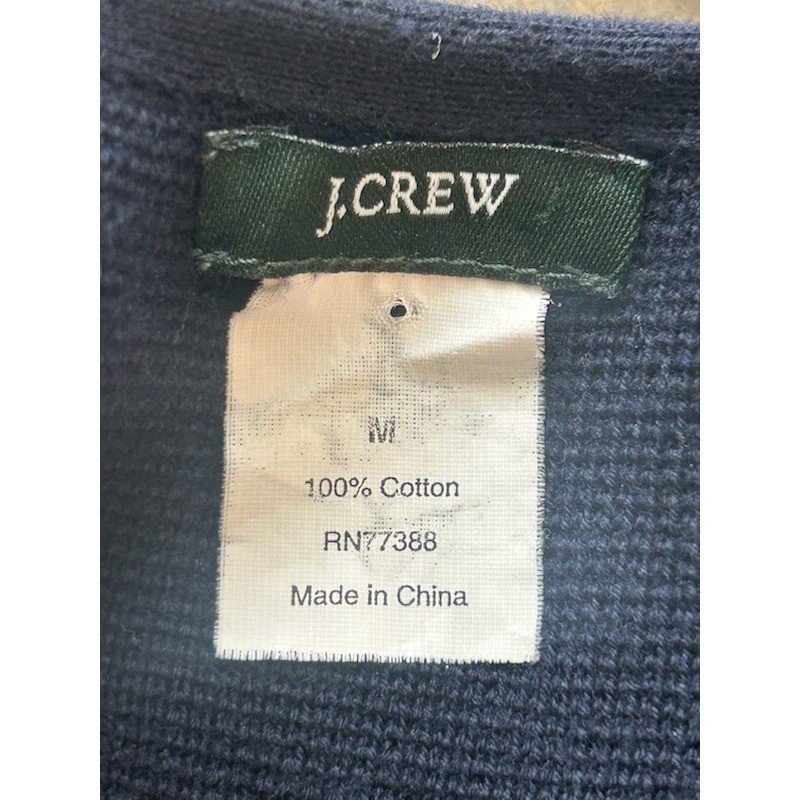 J.CREW
M
100% Cotton
RN77388
Made in China